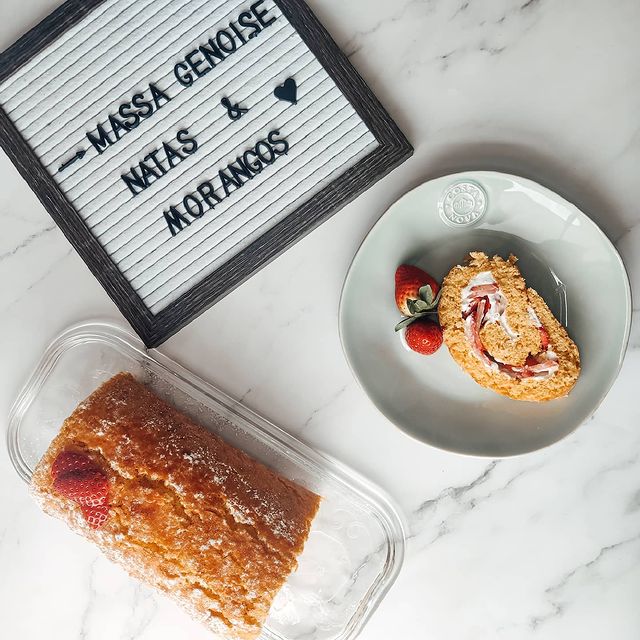 MASSA GENOISE
NATAS & ♥
MORANGOS
COSTA
NOVA